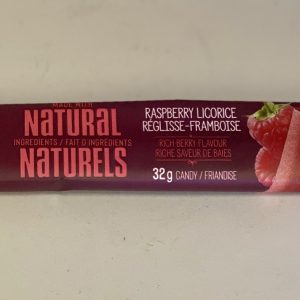 MADE WITH
NATURAL
INGREDIENTS / FAIT D'INGRÉDIENTS
NATURELS
RASPBERRY LICORICE
RÉGLISSE-FRAMBOISE
RICH BERRY FLAVOUR
RICHE SAVEUR DE BAIES
32 g CANDY / FRIANDISE